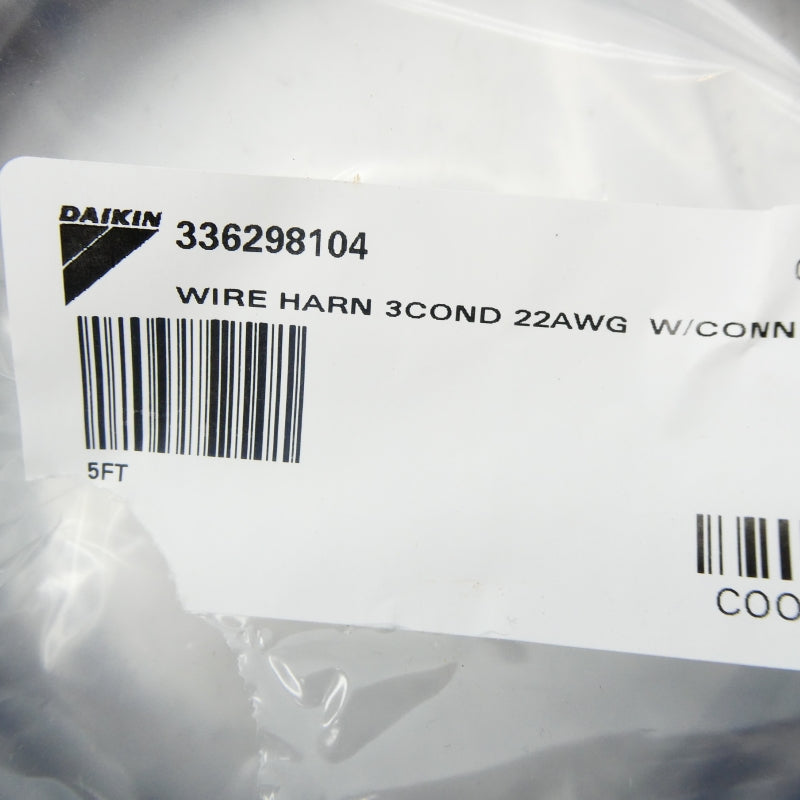 DAIKIN
336298104
WIRE HARN 3COND 22AWG W/CONN
5FT
COO